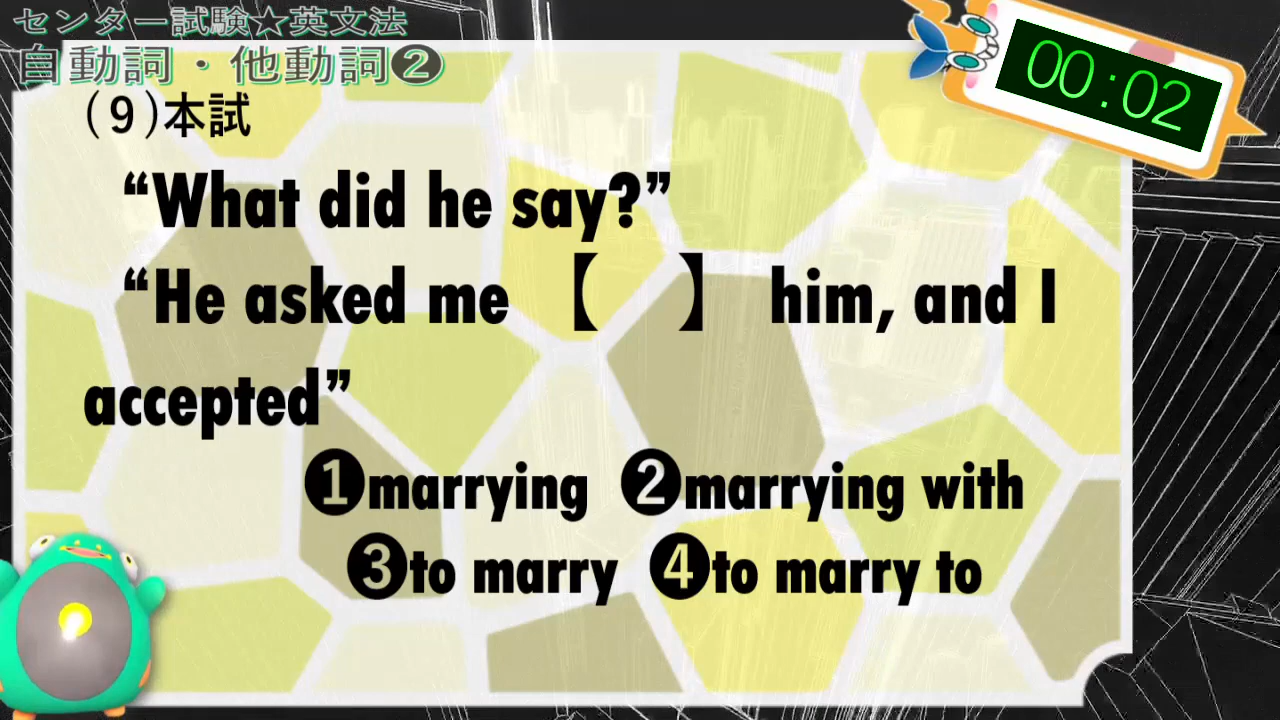 センター試験★英文法
自動詞・他動詞❷
00:02
(9)本試
“What did he say?”
“He asked me 【 】 him, and I
accepted”
❶marrying ❷marrying with
❸to marry ❹to marry to